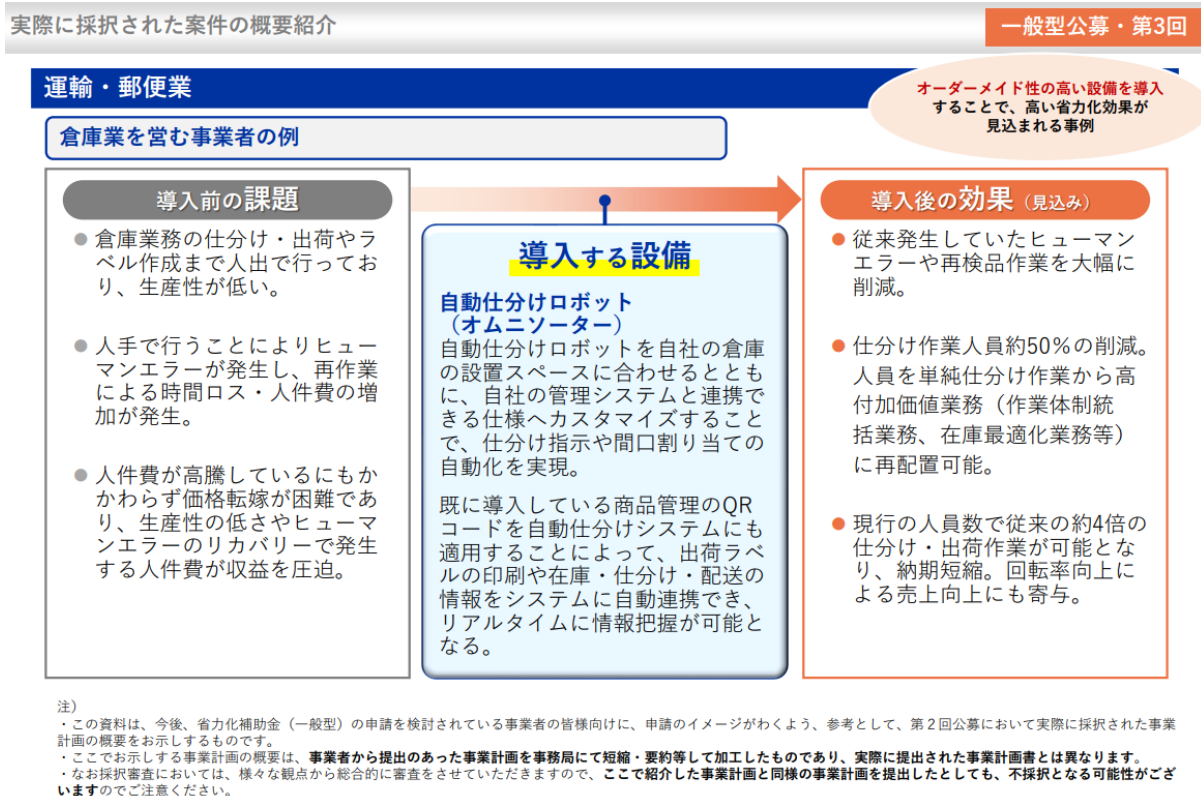 実際に採択された案件の概要紹介
一般型公募・第3回
運輸・郵便業
オーダーメイド性の高い設備を導入
することで、高い省力化効果が
見込まれる事例
倉庫業を営む事業者の例
導入前の課題
● 倉庫業務の仕分け・出荷やラ
ベル作成まで人出で行ってお
り、生産性が低い。
● 人手で行うことによりヒュー
マンエラーが発生し、再作業
による時間ロス・人件費の増
加が発生。
● 人件費が高騰しているにもか
かわらず価格転嫁が困難であ
り、生産性の低さやヒューマ
ンエラーのリカバリーで発生
する人件費が収益を圧迫。
導入する設備
自動仕分けロボット
（オムニソーター）
自動仕分けロボットを自社の倉庫
の設置スペースに合わせるととも
に、自社の管理システムと連携で
きる仕様へカスタマイズすること
で、仕分け指示や間口割り当ての
自動化を実現。
既に導入している商品管理のQR
コードを自動仕分けシステムにも
適用することによって、出荷ラベ
ルの印刷や在庫・仕分け・配送の
情報をシステムに自動連携でき、
リアルタイムに情報把握が可能と
なる。
導入後の効果（見込み）
● 従来発生していたヒューマン
エラーや再検品作業を大幅に
削減。
● 仕分け作業人員約50％の削減。
人員を単純仕分け作業から高
付加価値業務（作業体制統
括業務、在庫最適化業務等）
に再配置可能。
● 現行の人員数で従来の約4倍の
仕分け・出荷作業が可能とな
り、納期短縮。回転率向上に
よる売上向上にも寄与。
注）
・この資料は、今後、省力化補助金（一般型）の申請を検討されている事業者の皆様向けに、申請のイメージがわくよう、参考として、第２回公募において実際に採択された事業
計画の概要をお示しするものです。
・ここでお示しする事業計画の概要は、事業者から提出のあった事業計画を事務局にて短縮・要約等して加工したものであり、実際に提出された事業計画書とは異なります。
・なお採択審査においては、様々な観点から総合的に審査をさせていただきますので、ここで紹介した事業計画と同様の事業計画を提出したとしても、不採択となる可能性がござ
いますのでご注意ください。